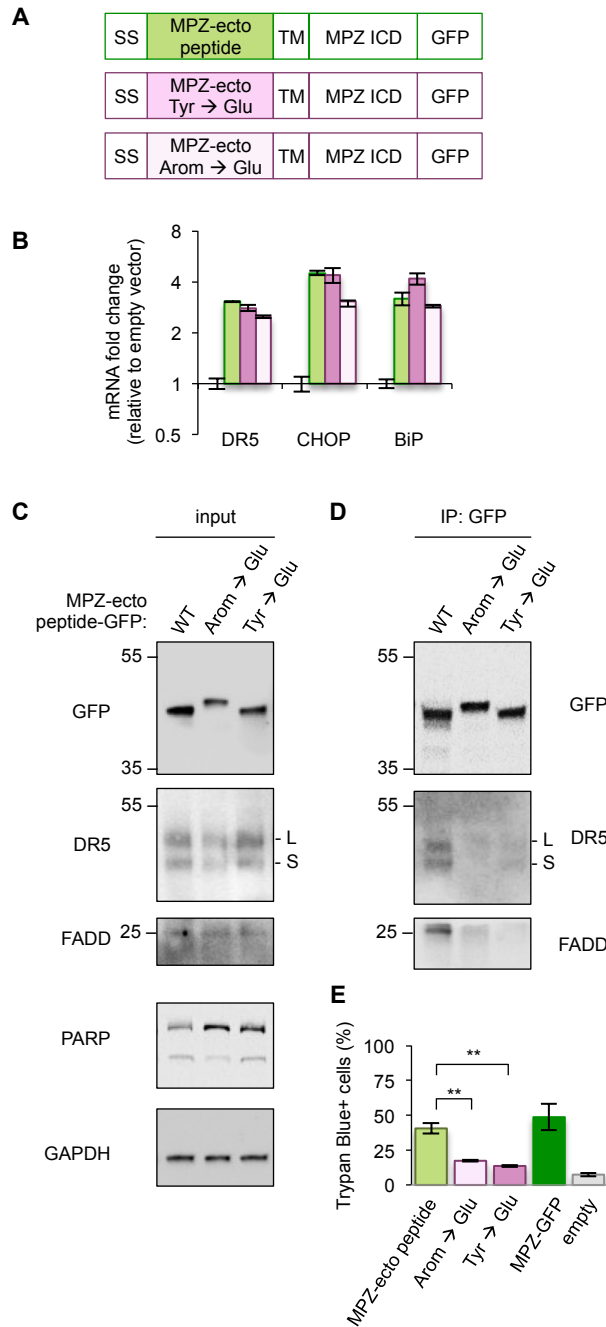 A
SS MPZ-ecto peptide TM MPZ ICD GFP
SS MPZ-ecto Tyr → Glu TM MPZ ICD GFP
SS MPZ-ecto Arom → Glu TM MPZ ICD GFP
B
mRNA fold change
(relative to empty vector)
8
4
2
1
0.5
DR5 CHOP BiP
C
input
MPZ-ecto
peptide-GFP:
WT
Arom → Glu
Tyr → Glu
55
GFP
35
55
DR5
- L
- S
25
FADD
PARP
GAPDH
D
IP: GFP
WT
Arom → Glu
Tyr → Glu
55
GFP
35
55
DR5
- L
- S
25
FADD
E
Trypan Blue+ cells (%)
100
75
50
25
0
**
**
MPZ-ecto peptide
Arom → Glu
Tyr → Glu
MPZ-GFP
empty